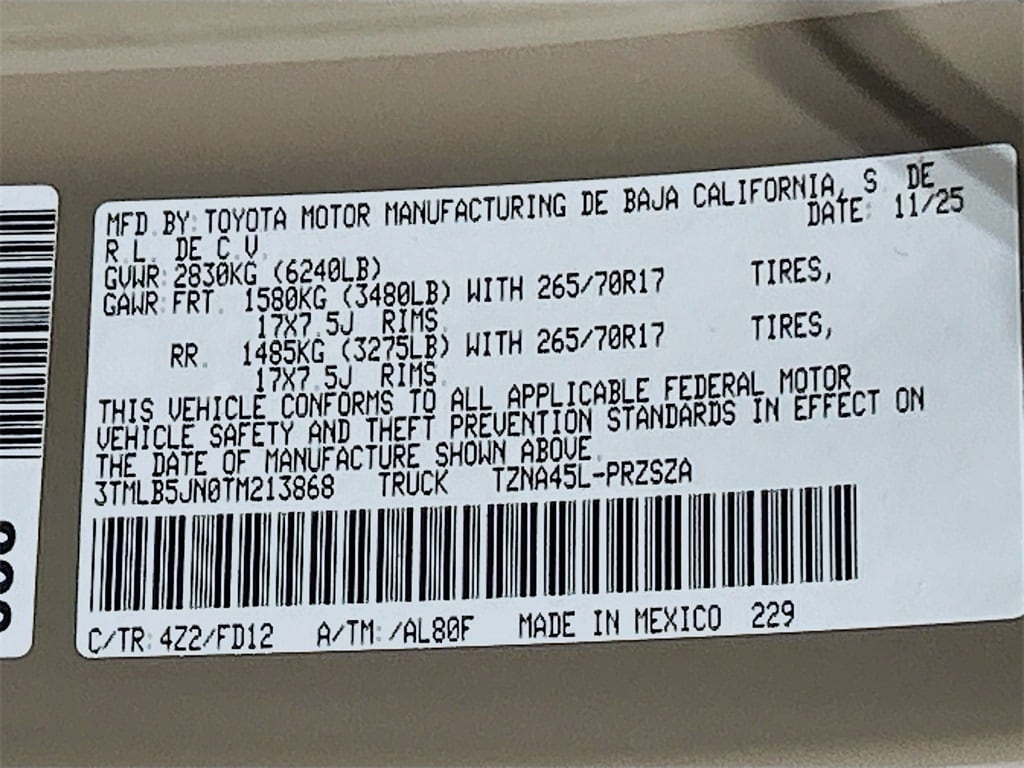 MFD.BY: TOYOTA MOTOR MANUFACTURING DE BAJA CALIFORNIA, S. DE
R.L. DE C.V. DATE: 11/25
GVWR: 2830KG (6240LB)
GAWR: FRT. 1580KG (3480LB) WITH 265/70R17 TIRES,
17X7.5J RIMS.
RR. 1485KG (3275LB) WITH 265/70R17 TIRES,
17X7.5J RIMS.
THIS VEHICLE CONFORMS TO ALL APPLICABLE FEDERAL MOTOR
VEHICLE SAFETY AND THEFT PREVENTION STANDARDS IN EFFECT ON
THE DATE OF MANUFACTURE SHOWN ABOVE.
3TMLB5JN0TM213868 TRUCK TZNA45L-PRZSZA
C/TR: 4Z2/FD12 A/TM: /AL80F MADE IN MEXICO 229